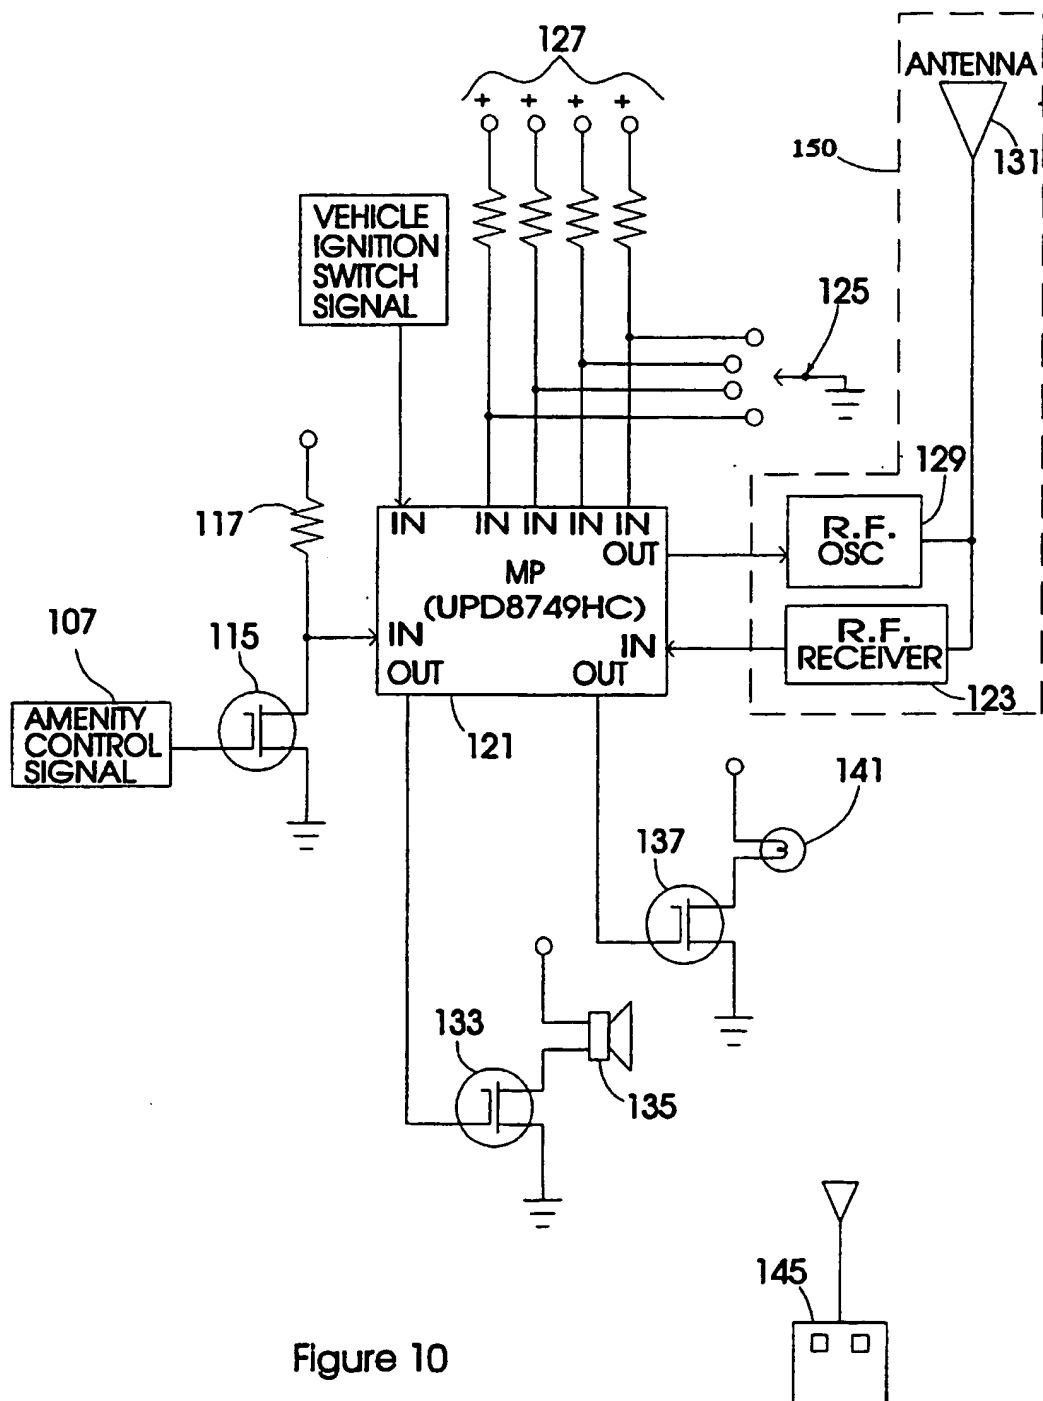 127
+ + + +
ANTENNA
131
150
VEHICLE
IGNITION
SWITCH
SIGNAL
125
129
117
IN IN IN IN IN
OUT
R.F.
OSC
MP
(UPD8749HC)
107
115
IN
OUT
IN
OUT
R.F.
RECEIVER
123
AMENITY
CONTROL
SIGNAL
121
141
137
133
135
145
Figure 10